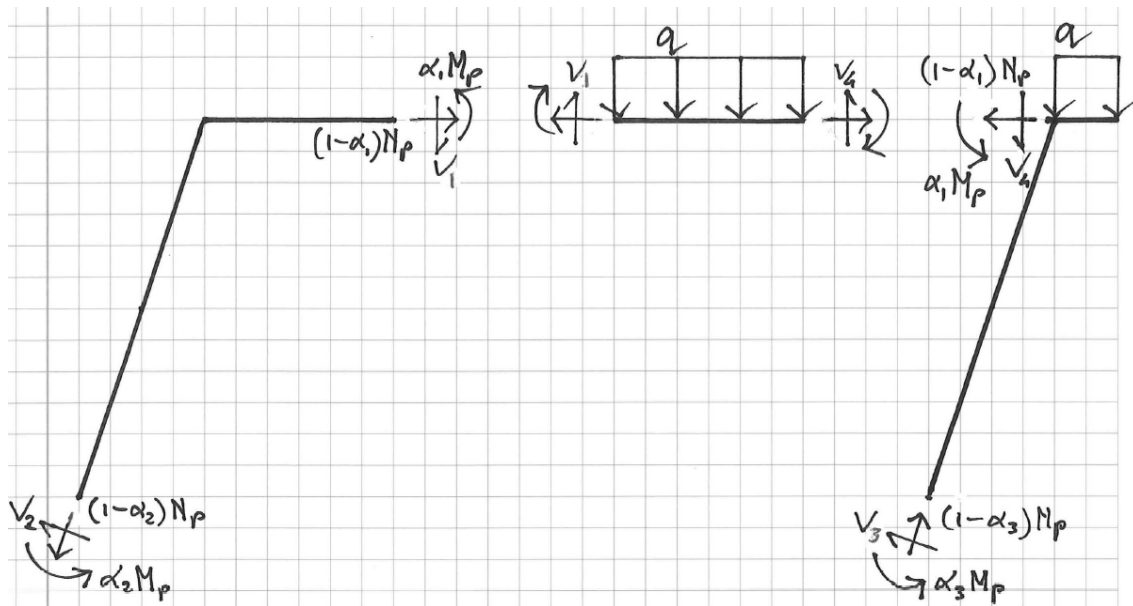 α₁Mₚ
(1-α₁)Nₚ
V₁
V₁
q
V₄
(1-α₁)Nₚ
α₁Mₚ
V₄
q
V₂
(1-α₂)Nₚ
α₂Mₚ
V₃
(1-α₃)Mₚ
α₃Mₚ